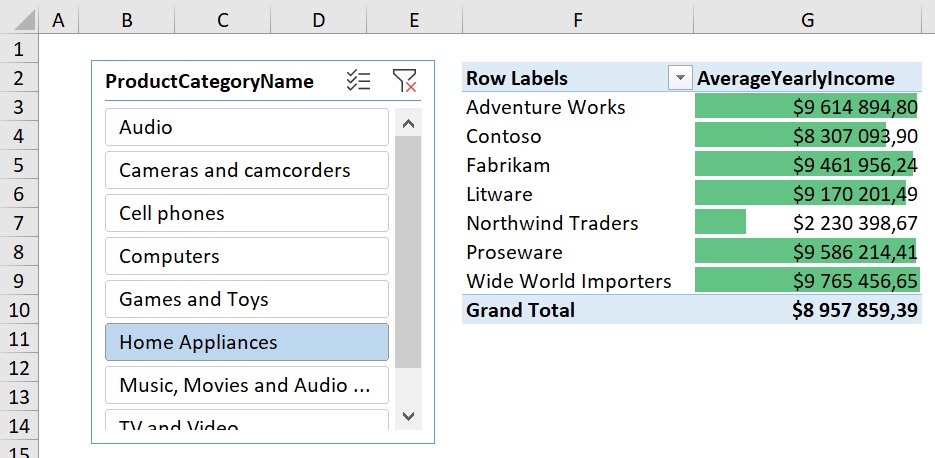 A B C D E F G
1
2 ProductCategoryName Row Labels AverageYearlyIncome
3 Audio Adventure Works $9 614 894,80
4 Contoso $8 307 093,90
5 Cameras and camcorders Fabrikam $9 461 956,24
6 Litware $9 170 201,49
7 Cell phones Northwind Traders $2 230 398,67
8 Computers Proseware $9 586 214,41
9 Wide World Importers $9 765 456,65
10 Games and Toys Grand Total $8 957 859,39
11 Home Appliances
12
13 Music, Movies and Audio ...
14 TV and Video
15